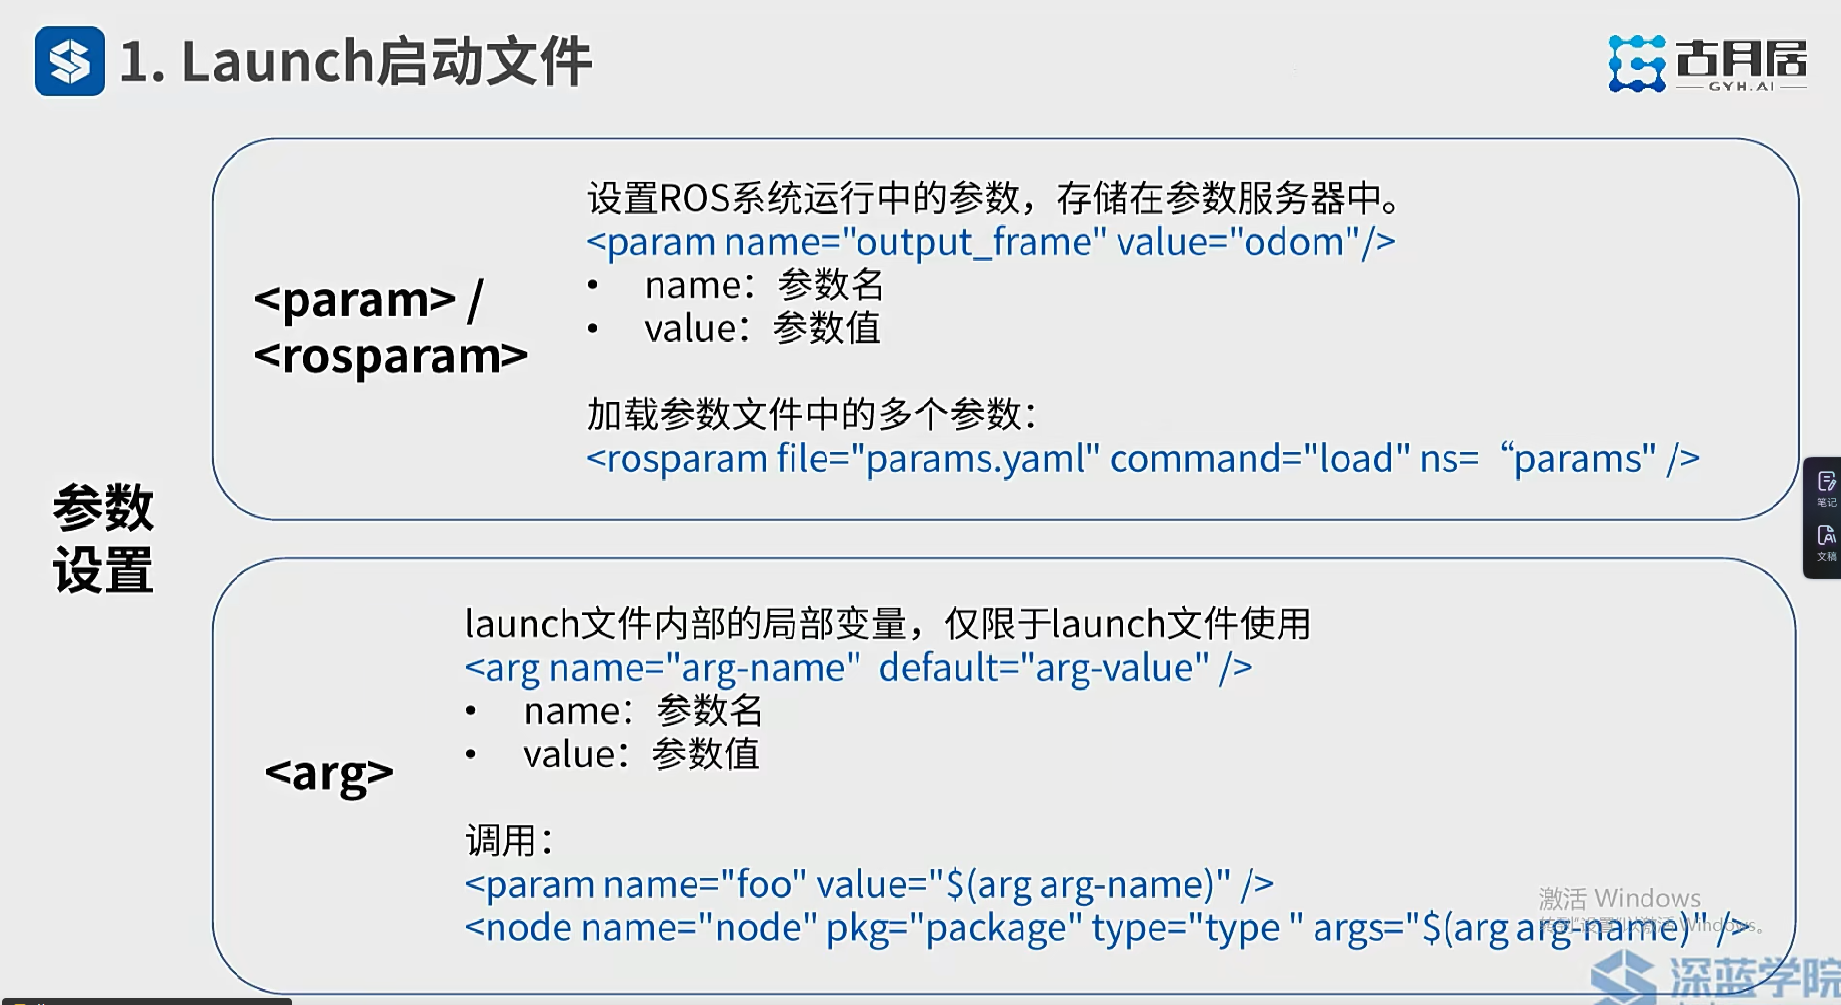 1. Launch启动文件
古月居
GYH.AI
参数
设置
<param> /
<rosparam>
设置ROS系统运行中的参数，存储在参数服务器中。
<param name="output_frame" value="odom"/>
• name：参数名
• value：参数值
加载参数文件中的多个参数：
<rosparam file="params.yaml" command="load" ns=“params" />
<arg>
launch文件内部的局部变量，仅限于launch文件使用
<arg name="arg-name"  default="arg-value" />
• name：参数名
• value：参数值
调用：
<param name="foo" value="$(arg arg-name)" />
<node name="node" pkg="package" type="type " args="$(arg arg-name)" />
笔记
文稿
激活 Windows
转到"设置"以激活 Windows。
深蓝学院